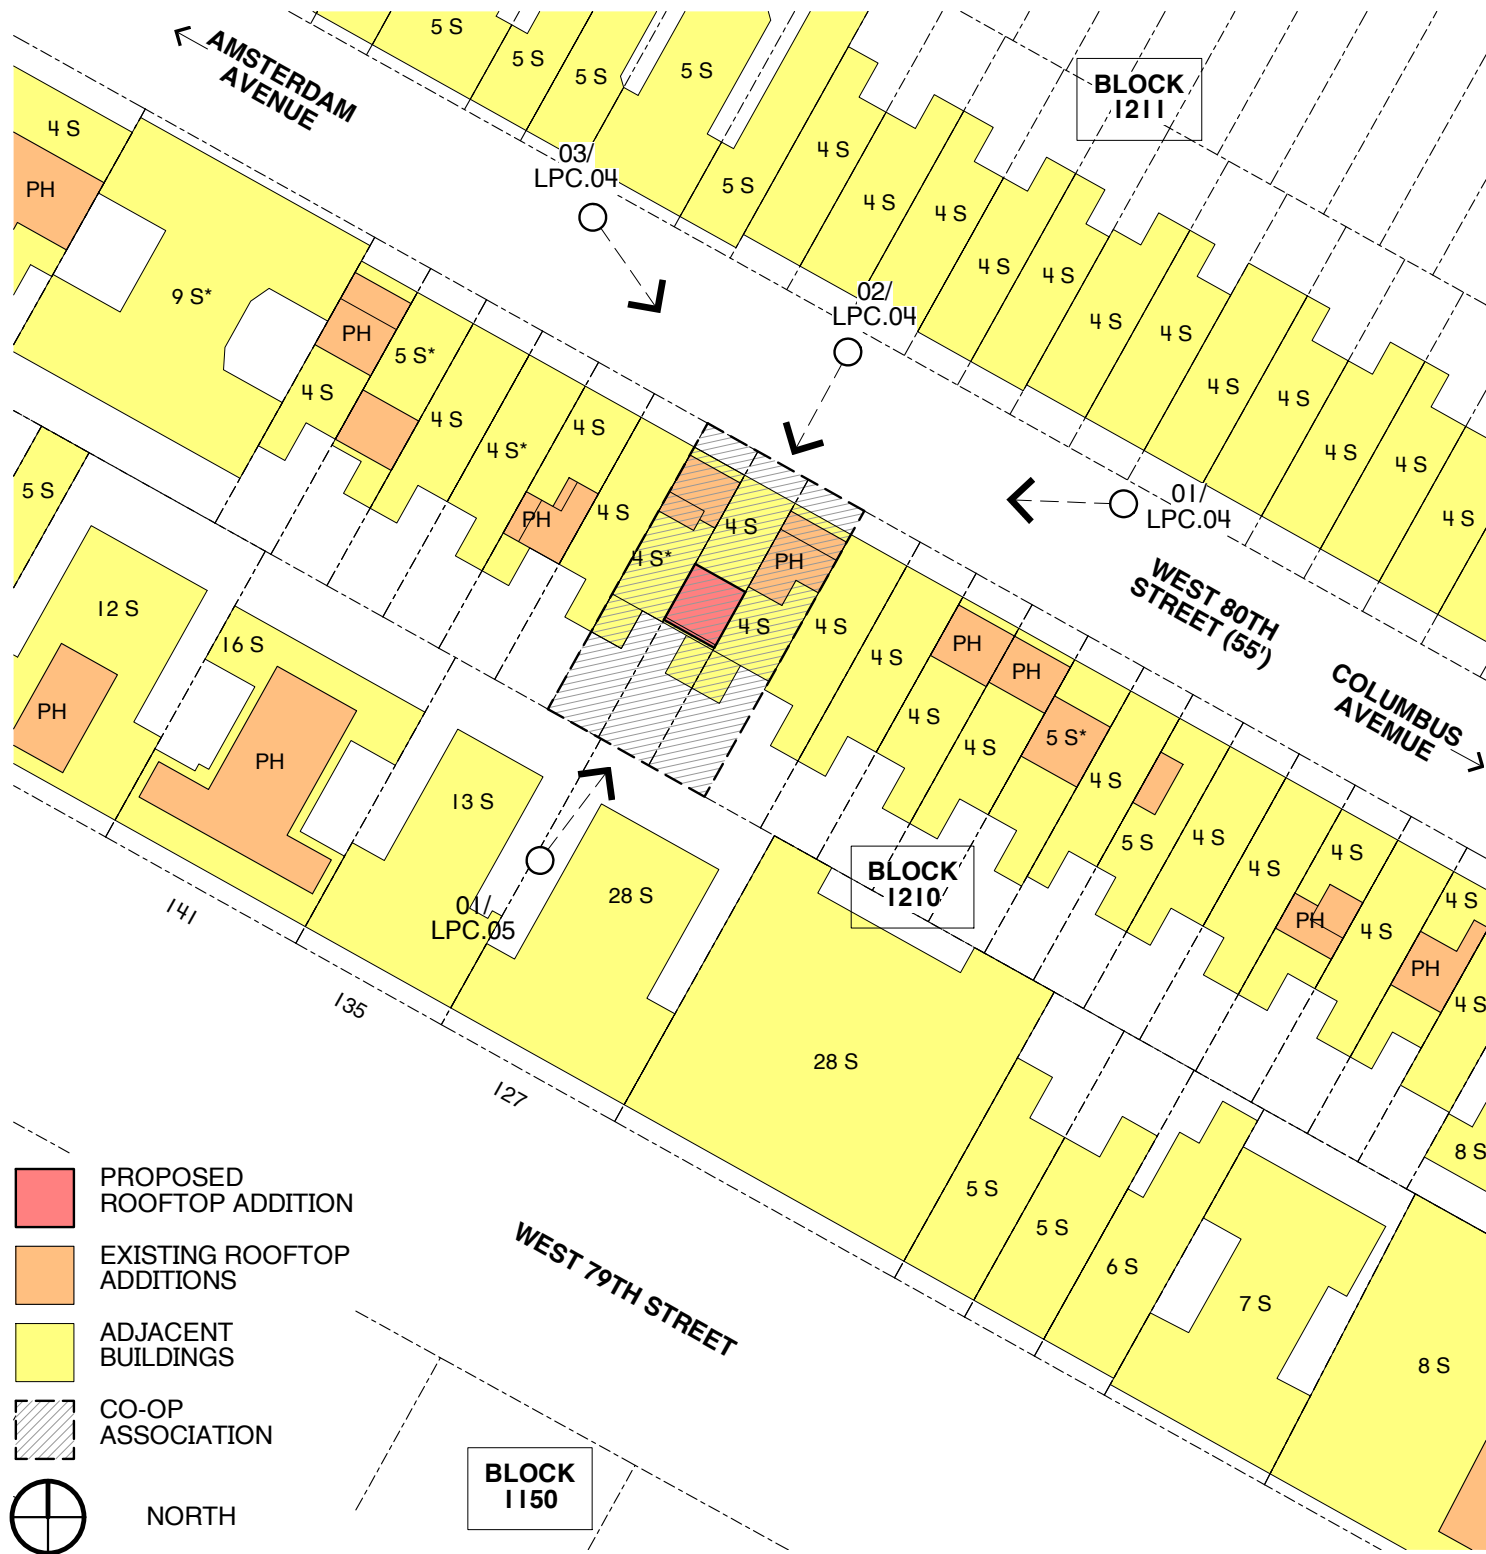 5 S
5 S
5 S
5 S
AMSTERDAM
AVENUE
BLOCK
1211
4 S
PH
03/
LPC.04
4 S
5 S
4 S
4 S
4 S
4 S
9 S*
02/
LPC.04
4 S
4 S
PH
5 S*
4 S
4 S
4 S
4 S
4 S
4 S
4 S*
4 S
4 S
PH
4 S
4 S
4 S*
PH
4 S
01/
LPC.04
4 S
5 S
4 S
4 S
PH
PH
WEST 80TH
STREET (55')
COLUMBUS
AVEMUE
12 S
16 S
PH
PH
4 S
4 S
5 S*
4 S
5 S
4 S
4 S
4 S
4 S
PH
4 S
PH
4 S
13 S
28 S
BLOCK
1210
01/
LPC.05
141
135
127
28 S
5 S
5 S
6 S
7 S
8 S
8 S
WEST 79TH STREET
PROPOSED
ROOFTOP ADDITION
EXISTING ROOFTOP
ADDITIONS
ADJACENT
BUILDINGS
CO-OP
ASSOCIATION
NORTH
BLOCK
1150